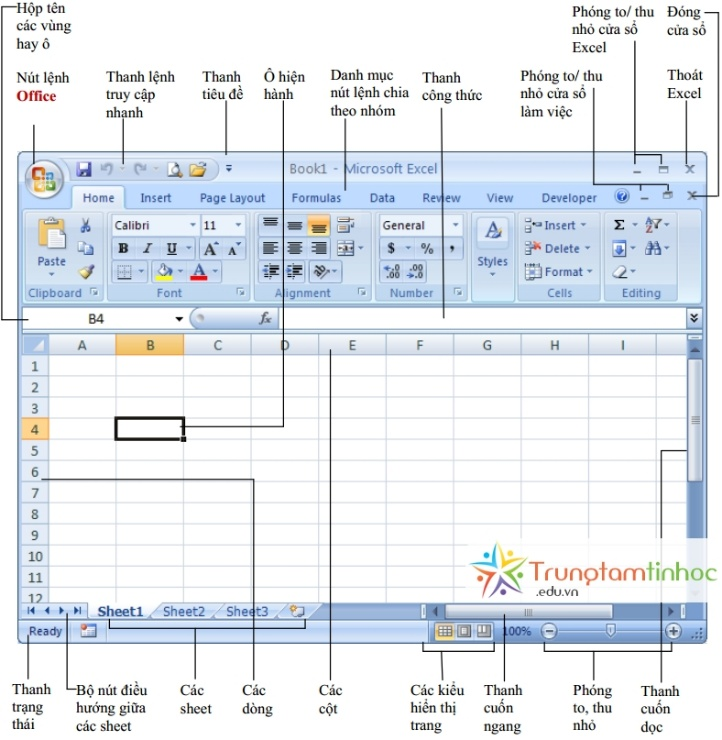 Hộp tên
các vùng
hay ô
Phóng to/ thu
nhỏ cửa sổ
Excel
Đóng
cửa sổ
Nút lệnh
Office
Thanh lệnh
truy cập
nhanh
Thanh
tiêu đề
Ô hiện
hành
Danh mục
nút lệnh chia
theo nhóm
Thanh
công thức
Phóng to/ thu
nhỏ cửa sổ
làm việc
Thoát
Excel
Book1 - Microsoft Excel
Home Insert Page Layout Formulas Data Review View Developer
Paste
Clipboard
Calibri 11
B I U A A
A
Font
Alignment
General
$ % ,
.0 .00
.00 .0
Number
A
Styles
Insert
Delete
Format
Cells
Σ
Editing
B4 fx
A B C D E F G H I
1
2
3
4
5
6
7
8
9
10
11
12
Trungtamtinhoc
.edu.vn
Sheet1 Sheet2 Sheet3
Ready 100%
Thanh
trạng
thái
Bộ nút điều
hướng giữa
các sheet
Các
sheet
Các
dòng
Các
cột
Các kiểu
hiển thị
trang
Thanh
cuốn
ngang
Phóng
to, thu
nhỏ
Thanh
cuốn
dọc